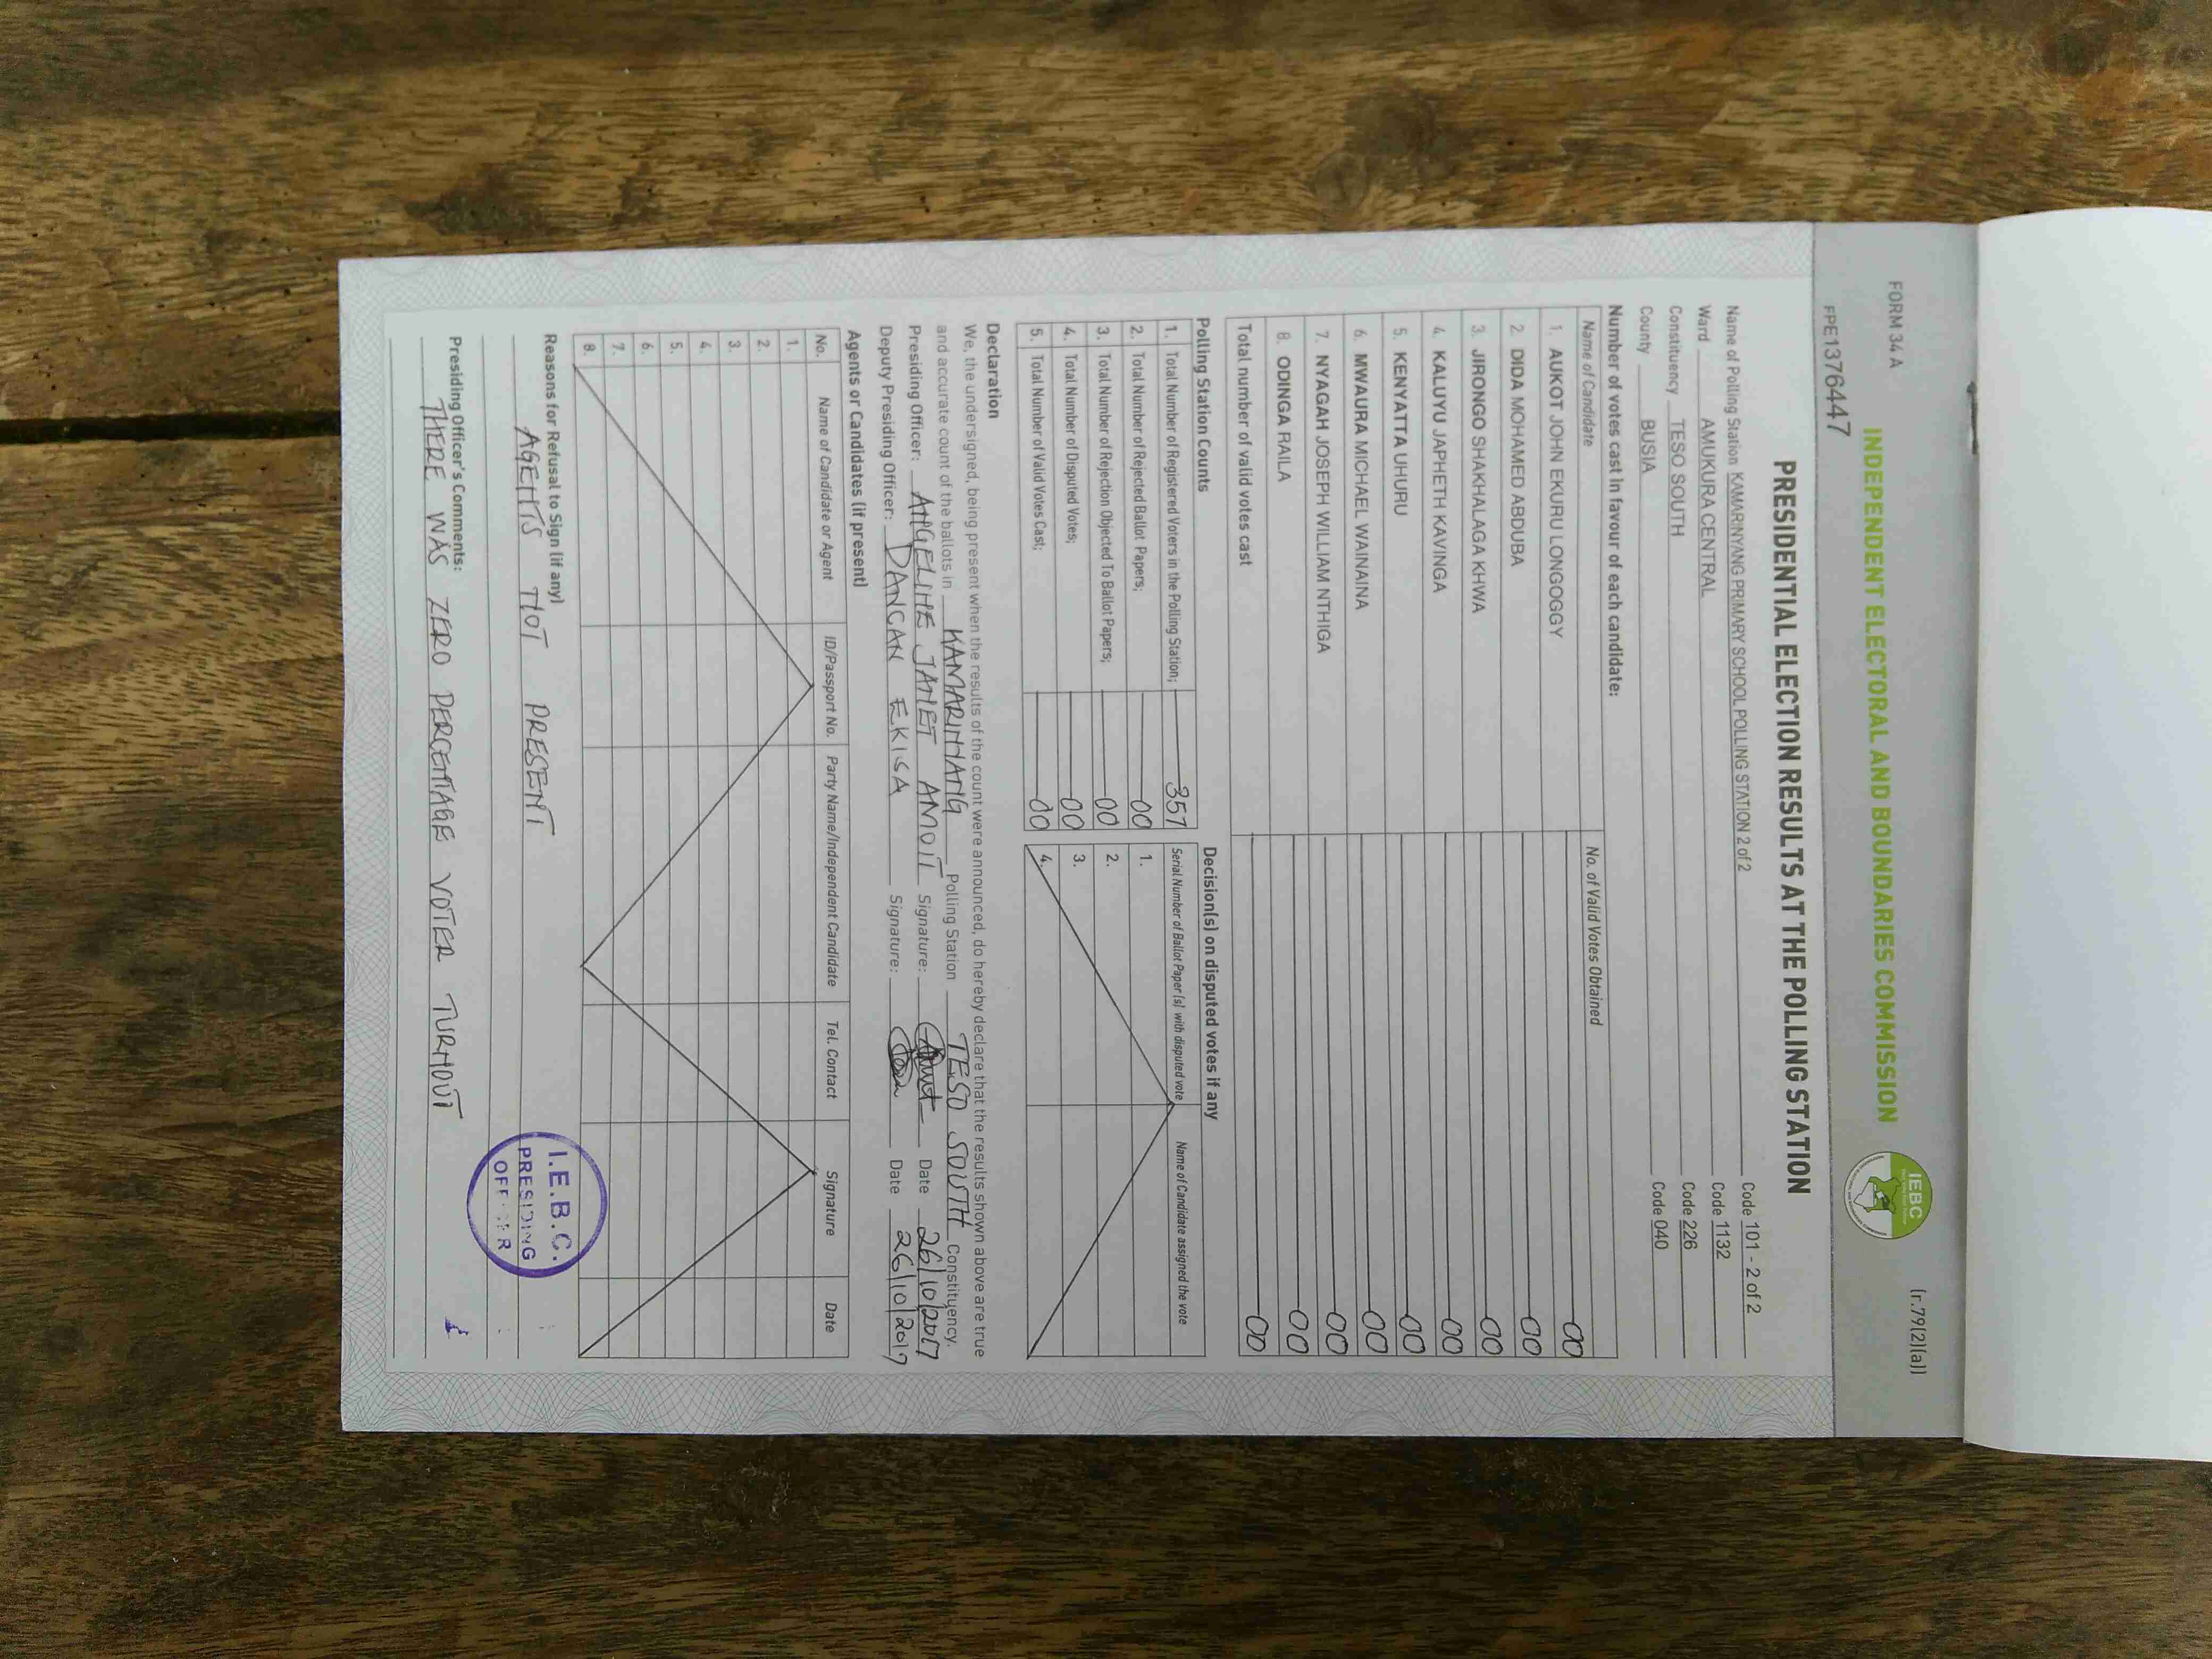 FORM 34 A
(r.79(2)(a))
INDEPENDENT ELECTORAL AND BOUNDARIES COMMISSION
IEBC
FPE1376447
PRESIDENTIAL ELECTION RESULTS AT THE POLLING STATION
Name of Polling Station KAMARINYANG PRIMARY SCHOOL POLLING STATION 2 of 2 Code 101 - 2 of 2
Ward AMUKURA CENTRAL Code 1132
Constituency TESO SOUTH Code 226
County BUSIA Code 040
Number of votes cast in favour of each candidate:
Name of Candidate No. of Valid Votes Obtained
1. AUKOT JOHN EKURU LONGOGGY 00
2. DIDA MOHAMED ABDUBA 00
3. JIRONGO SHAKHALAGA KHWA 00
4. KALUYU JAPHETH KAVINGA 00
5. KENYATTA UHURU 00
6. MWAURA MICHAEL WAINAINA 00
7. NYAGAH JOSEPH WILLIAM NTHIGA 00
8. ODINGA RAILA 00
Total number of valid votes cast 00
Polling Station Counts
1. Total Number of Registered Voters in the Polling Station; 357
2. Total Number of Rejected Ballot Papers; 00
3. Total Number of Rejection Objected To Ballot Papers; 00
4. Total Number of Disputed Votes; 00
5. Total Number of Valid Votes Cast; 00
Decision(s) on disputed votes if any
Serial Number of Ballot Paper (s) with disputed vote Name of Candidate assigned the vote
1.
2.
3.
4.
Declaration
We, the undersigned, being present when the results of the count were announced, do hereby declare that the results shown above are true
and accurate count of the ballots in KAMARINANG Polling Station TESO SOUTH Constituency.
Presiding Officer: ANGELINE JANET AMOIT Signature: Date 26/10/2017
Deputy Presiding Officer: DANCAN EKISA Signature: Date 26/10/2017
Agents or Candidates (if present)
No. Name of Candidate or Agent ID/Passport No. Party Name/Independent Candidate Tel. Contact Signature Date
1.
2.
3.
4.
5.
6.
7.
8.
Reasons for Refusal to Sign (if any)
AGENTS NOT PRESENT
I.E.B.C.
PRESIDING
OFFICER
Presiding Officer's Comments:
THERE WAS ZERO PERCENTAGE VOTER TURNOUT